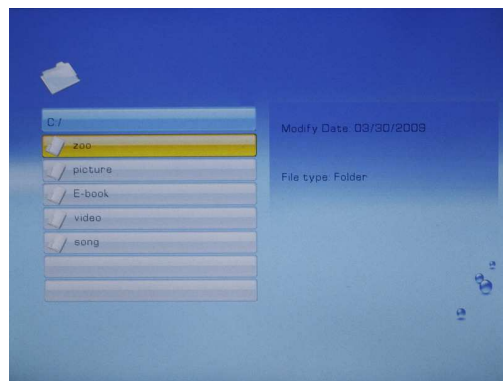 C:/
zoo
picture
E-book
video
song
Modify Date: 03/30/2009
File type: Folder